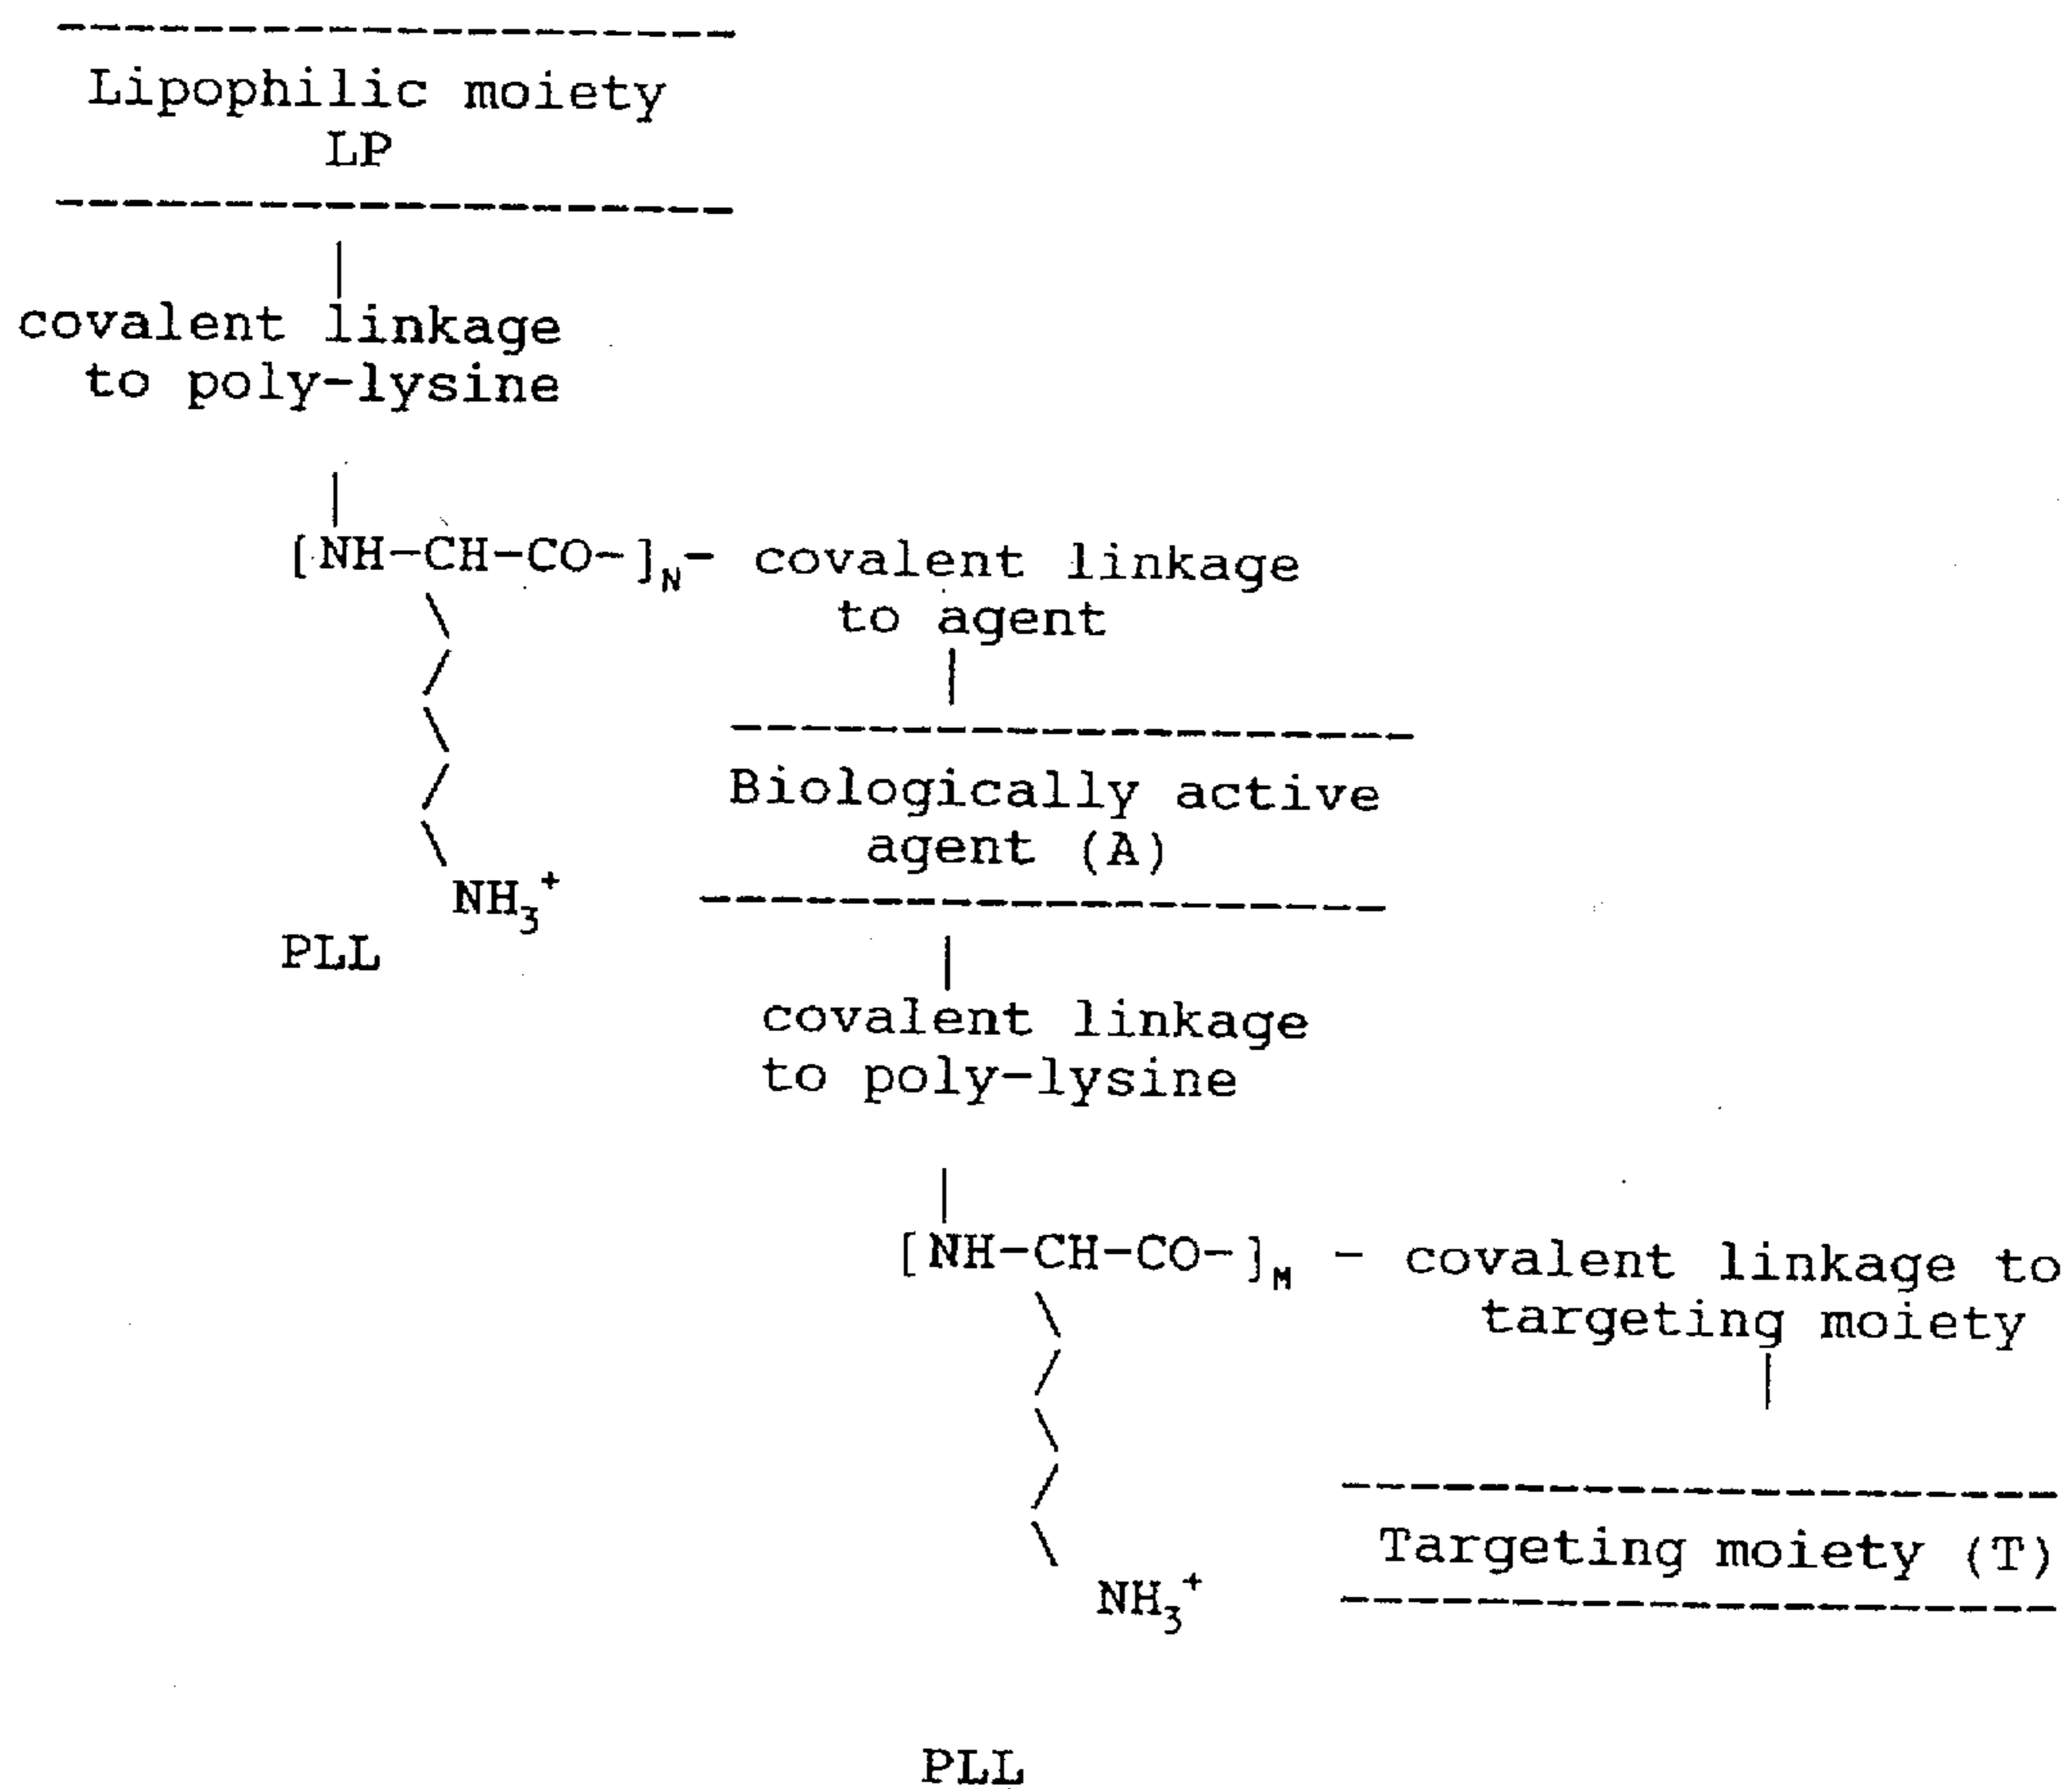 Lipophilic moiety
LP
covalent linkage
to poly-lysine
[NH-CH-CO-]N- covalent linkage
to agent
Biologically active
agent (A)
NH3+
PLL
covalent linkage
to poly-lysine
[NH-CH-CO-]M - covalent linkage to
targeting moiety
Targeting moiety (T)
NH3+
PLL